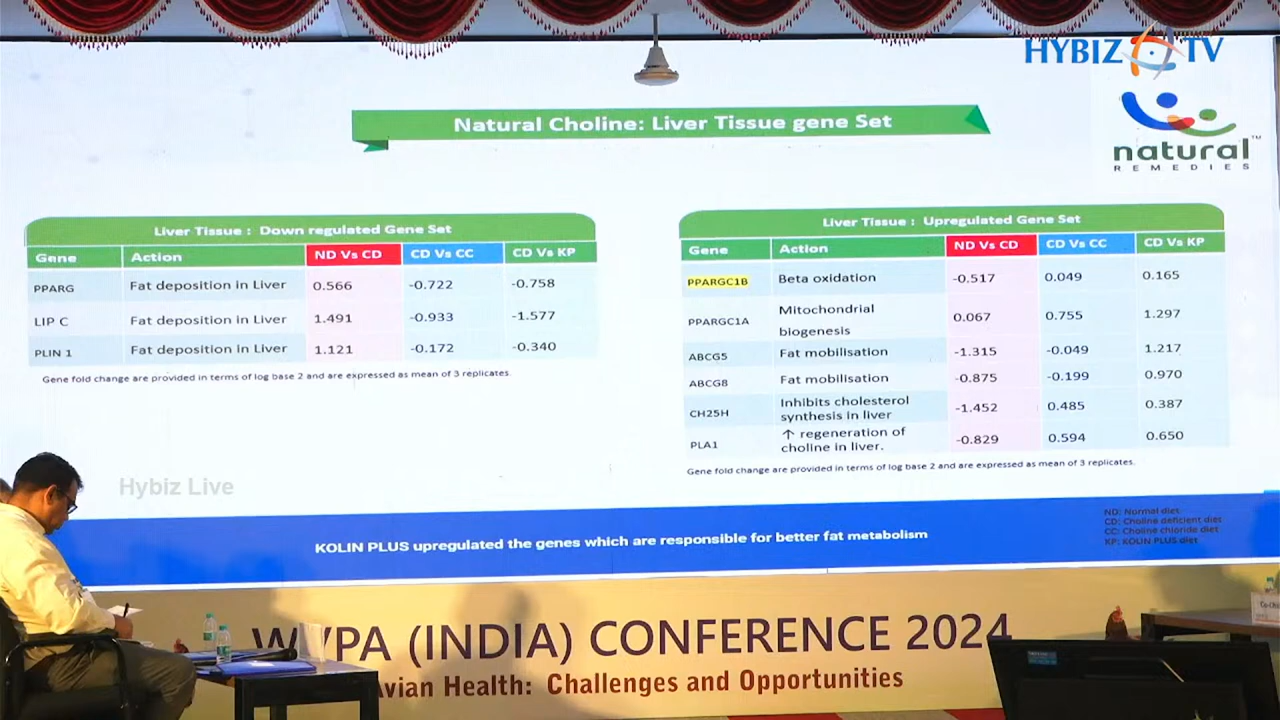 HYBIZ TV
natural™
REMEDIES
Natural Choline: Liver Tissue gene Set
Liver Tissue : Down regulated Gene Set
Gene Action ND Vs CD CD Vs CC CD Vs KP
PPARG Fat deposition in Liver 0.566 -0.722 -0.758
LIP C Fat deposition in Liver 1.491 -0.933 -1.577
PLIN 1 Fat deposition in Liver 1.121 -0.172 -0.340
Gene fold change are provided in terms of log base 2 and are expressed as mean of 3 replicates.
Liver Tissue : Upregulated Gene Set
Gene Action ND Vs CD CD Vs CC CD Vs KP
PPARGC1B Beta oxidation -0.517 0.049 0.165
PPARGC1A Mitochondrial biogenesis 0.067 0.755 1.297
ABCG5 Fat mobilisation -1.315 -0.049 1.217
ABCG8 Fat mobilisation -0.875 -0.199 0.970
CH25H Inhibits cholesterol synthesis in liver -1.452 0.485 0.387
PLA1 ↑ regeneration of choline in liver. -0.829 0.594 0.650
Gene fold change are provided in terms of log base 2 and are expressed as mean of 3 replicates.
Hybiz Live
ND: Normal diet
CD: Choline deficient diet
CC: Choline chloride diet
KP: KOLIN PLUS diet
KOLIN PLUS upregulated the genes which are responsible for better fat metabolism
WVPA (INDIA) CONFERENCE 2024
Avian Health: Challenges and Opportunities